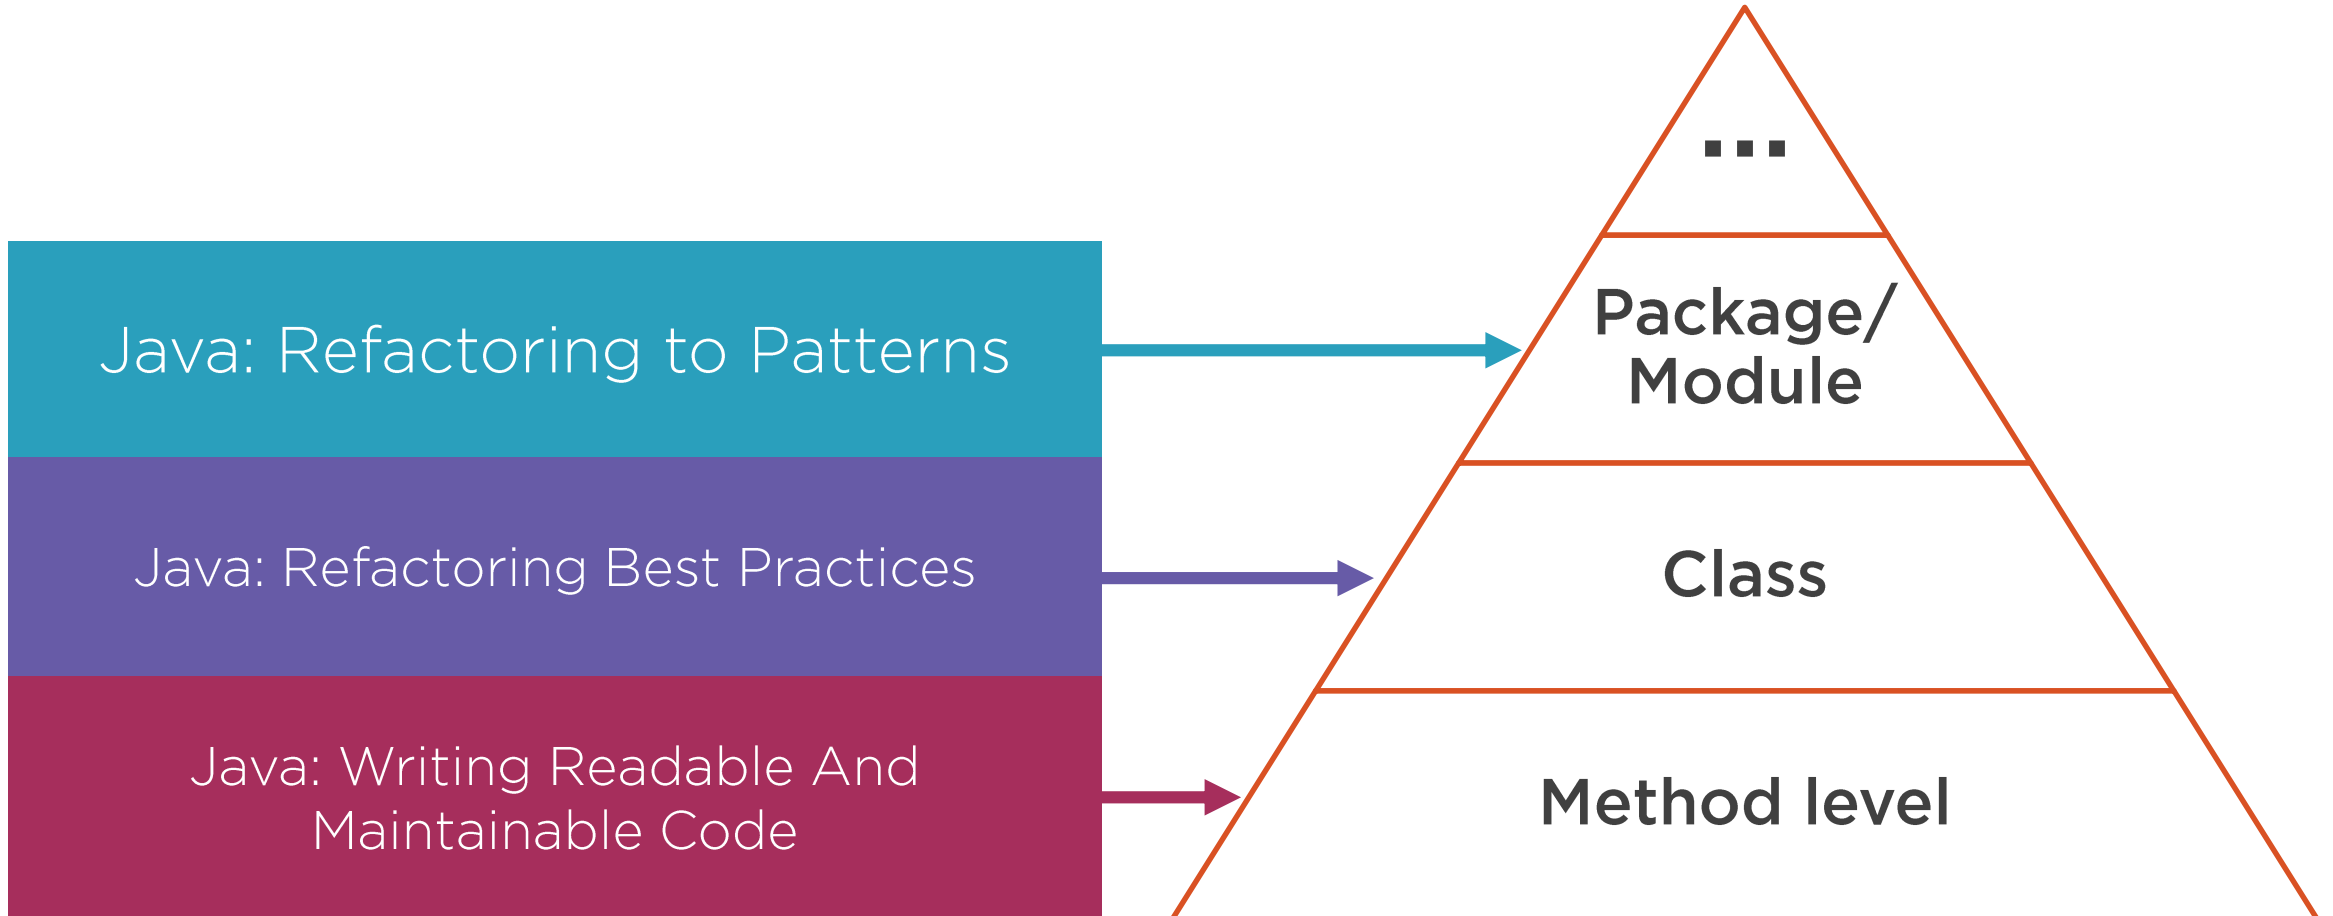 ...
Java: Refactoring to Patterns
Package/
Module
Java: Refactoring Best Practices
Class
Java: Writing Readable And
Maintainable Code
Method level